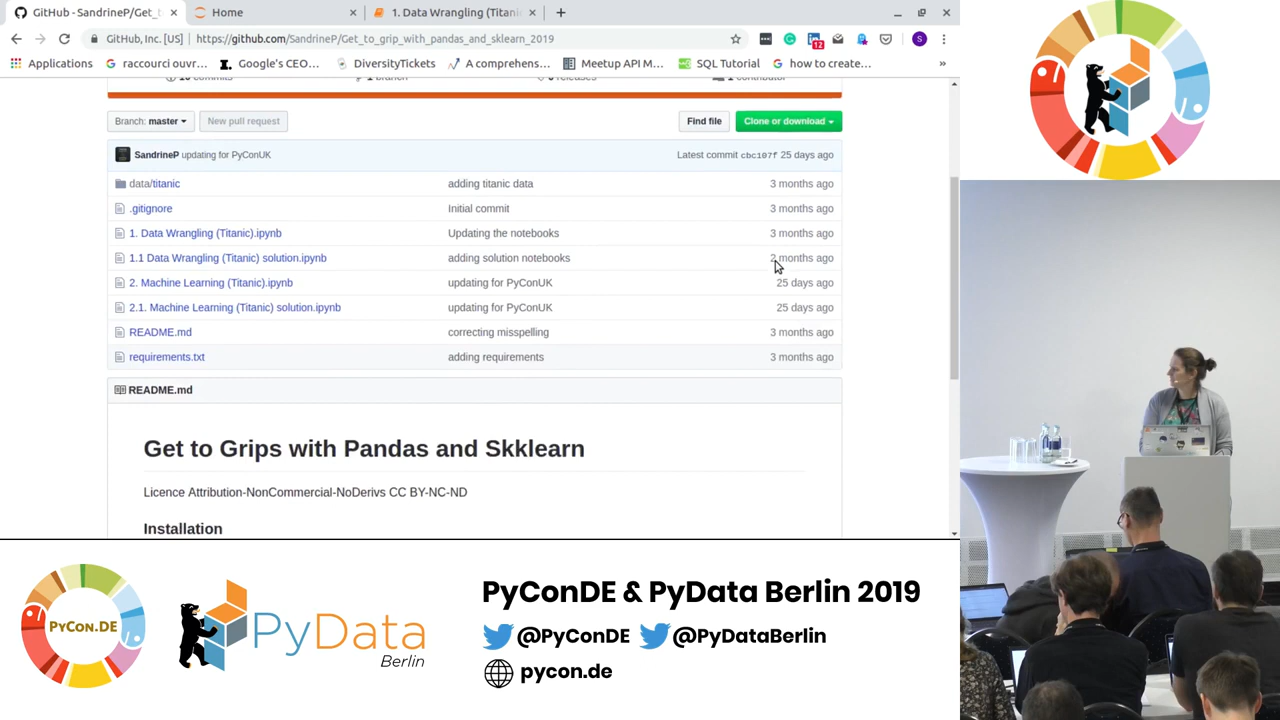 GitHub - SandrineP/Get_t
Home
1. Data Wrangling (Titani
GitHub, Inc. [US]
https://github.com/SandrineP/Get_to_grip_with_pandas_and_sklearn_2019
12
S
Applications
raccourci ouvr...
Google's CEO...
DiversityTickets
A comprehens...
Meetup API M...
SQL Tutorial
how to create...
»
Branch: master
New pull request
Find file
Clone or download
SandrineP updating for PyConUK
Latest commit cbc107f 25 days ago
data/titanic
adding titanic data
3 months ago
.gitignore
Initial commit
3 months ago
1. Data Wrangling (Titanic).ipynb
Updating the notebooks
3 months ago
1.1 Data Wrangling (Titanic) solution.ipynb
adding solution notebooks
2 months ago
2. Machine Learning (Titanic).ipynb
updating for PyConUK
25 days ago
2.1. Machine Learning (Titanic) solution.ipynb
updating for PyConUK
25 days ago
README.md
correcting misspelling
3 months ago
requirements.txt
adding requirements
3 months ago
README.md
Get to Grips with Pandas and Skklearn
Licence Attribution-NonCommercial-NoDerivs CC BY-NC-ND
Installation
PyCon.DE
PyData
Berlin
PyConDE & PyData Berlin 2019
@PyConDE @PyDataBerlin
pycon.de